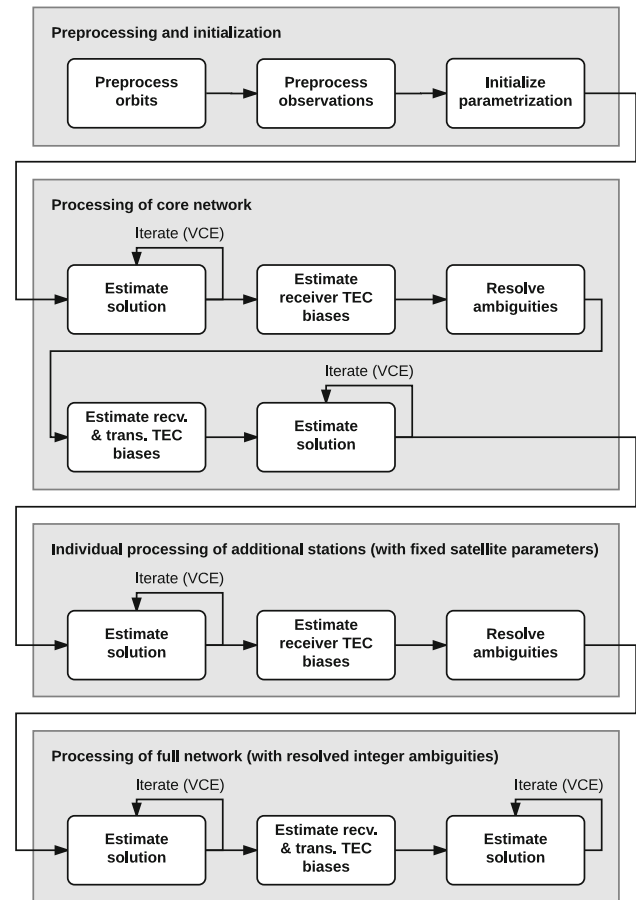 Preprocessing and initialization
Preprocess
orbits
Preprocess
observations
Initialize
parametrization
Processing of core network
Iterate (VCE)
Estimate
solution
Estimate
receiver TEC
biases
Resolve
ambiguities
Iterate (VCE)
Estimate recv.
& trans. TEC
biases
Estimate
solution
Individual processing of additional stations (with fixed satellite parameters)
Iterate (VCE)
Estimate
solution
Estimate
receiver TEC
biases
Resolve
ambiguities
Processing of full network (with resolved integer ambiguities)
Iterate (VCE)
Estimate
solution
Estimate recv.
& trans. TEC
biases
Iterate (VCE)
Estimate
solution